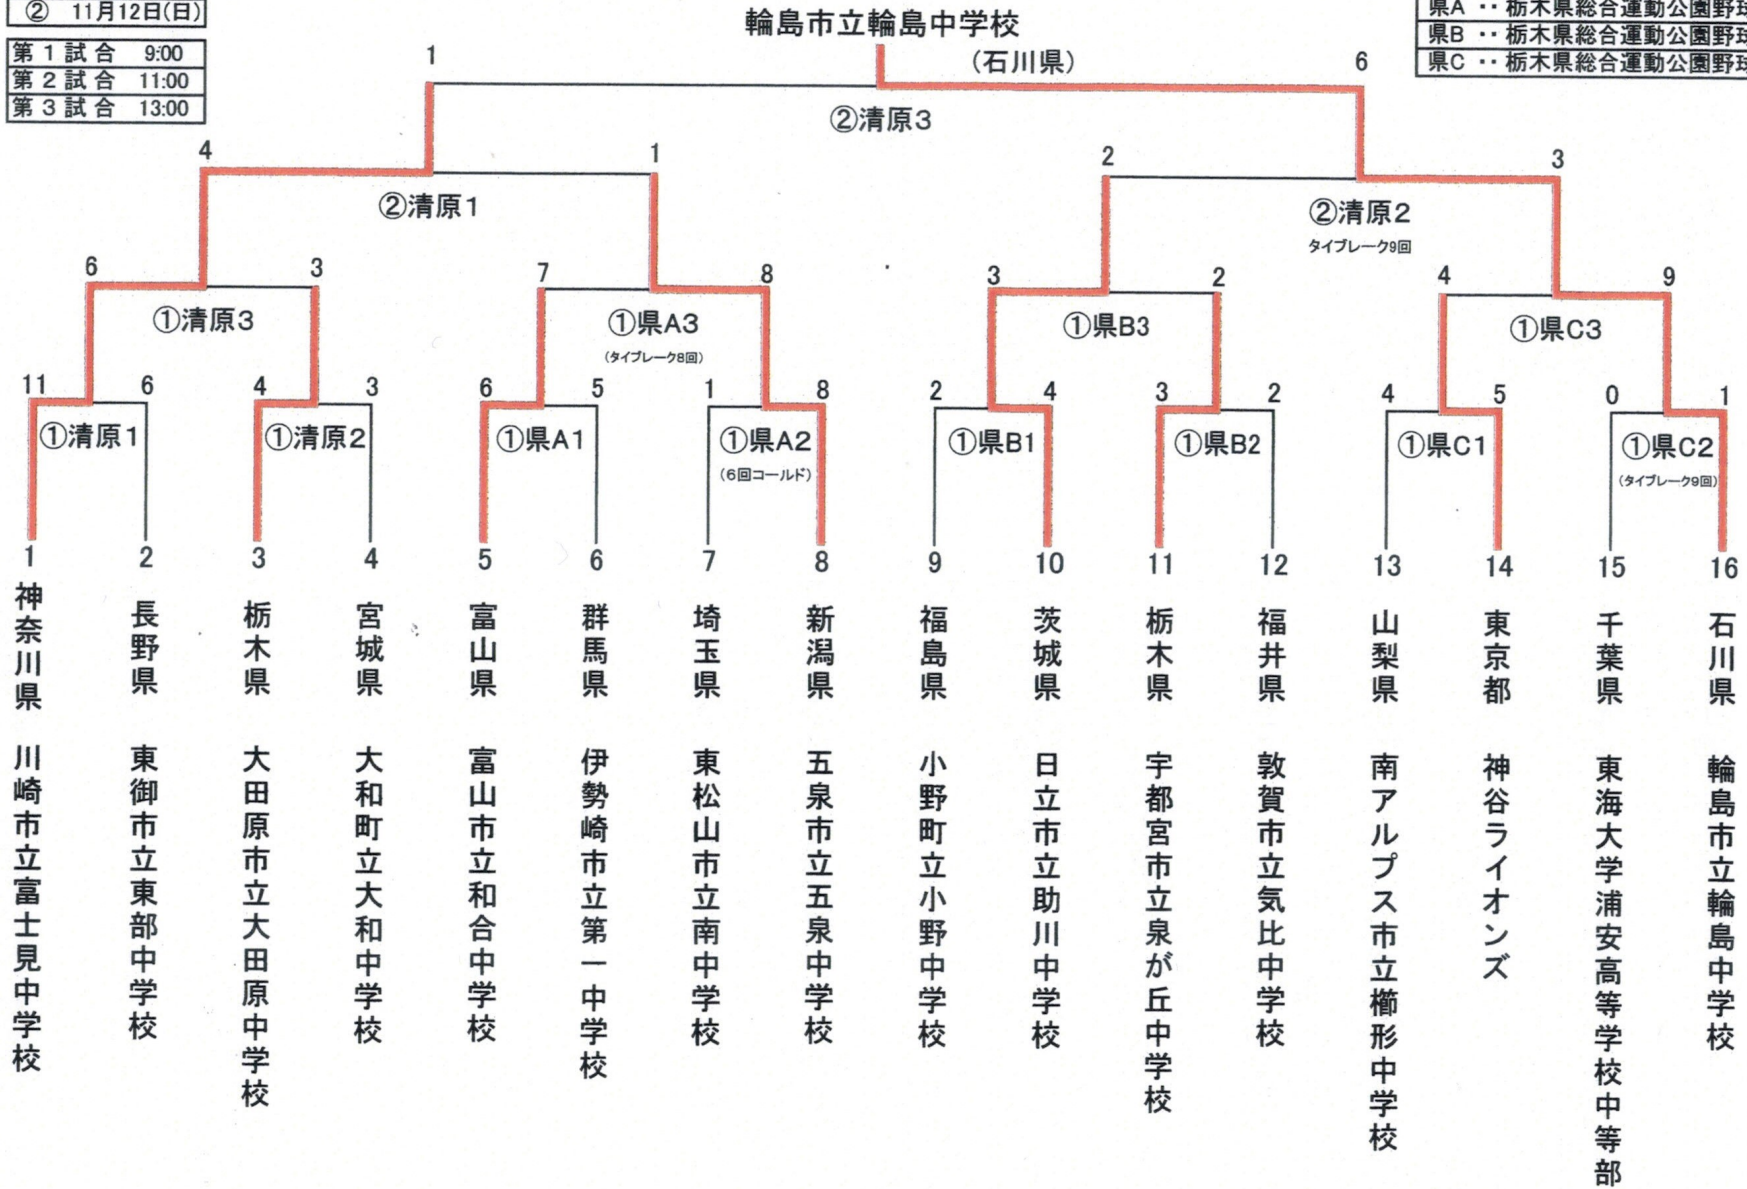 ② 11月12日(日)
第1試合 9:00
第2試合 11:00
第3試合 13:00
輪島市立輪島中学校
(石川県)
県A ‥ 栃木県総合運動公園野球
県B ‥ 栃木県総合運動公園野球
県C ‥ 栃木県総合運動公園野球
1 6
②清原3
4 1 2 3
②清原1 ②清原2
タイブレーク9回
6 3 7 8 3 2 4 9
①清原3 ①県A3 ①県B3 ①県C3
(タイブレーク8回)
11 6 4 3 6 5 1 8 2 4 3 2 4 5 0 1
①清原1 ①清原2 ①県A1 ①県A2 ①県B1 ①県B2 ①県C1 ①県C2
(6回コールド) (タイブレーク9回)
1 2 3 4 5 6 7 8 9 10 11 12 13 14 15 16
神奈川県 川崎市立富士見中学校
長野県 東御市立東部中学校
栃木県 大田原市立大田原中学校
宮城県 大和町立大和中学校
富山県 富山市立和合中学校
群馬県 伊勢崎市立第一中学校
埼玉県 東松山市立南中学校
新潟県 五泉市立五泉中学校
福島県 小野町立小野中学校
茨城県 日立市立助川中学校
栃木県 宇都宮市立泉が丘中学校
福井県 敦賀市立気比中学校
山梨県 南アルプス市立櫛形中学校
東京都 神谷ライオンズ
千葉県 東海大学浦安高等学校中等部
石川県 輪島市立輪島中学校